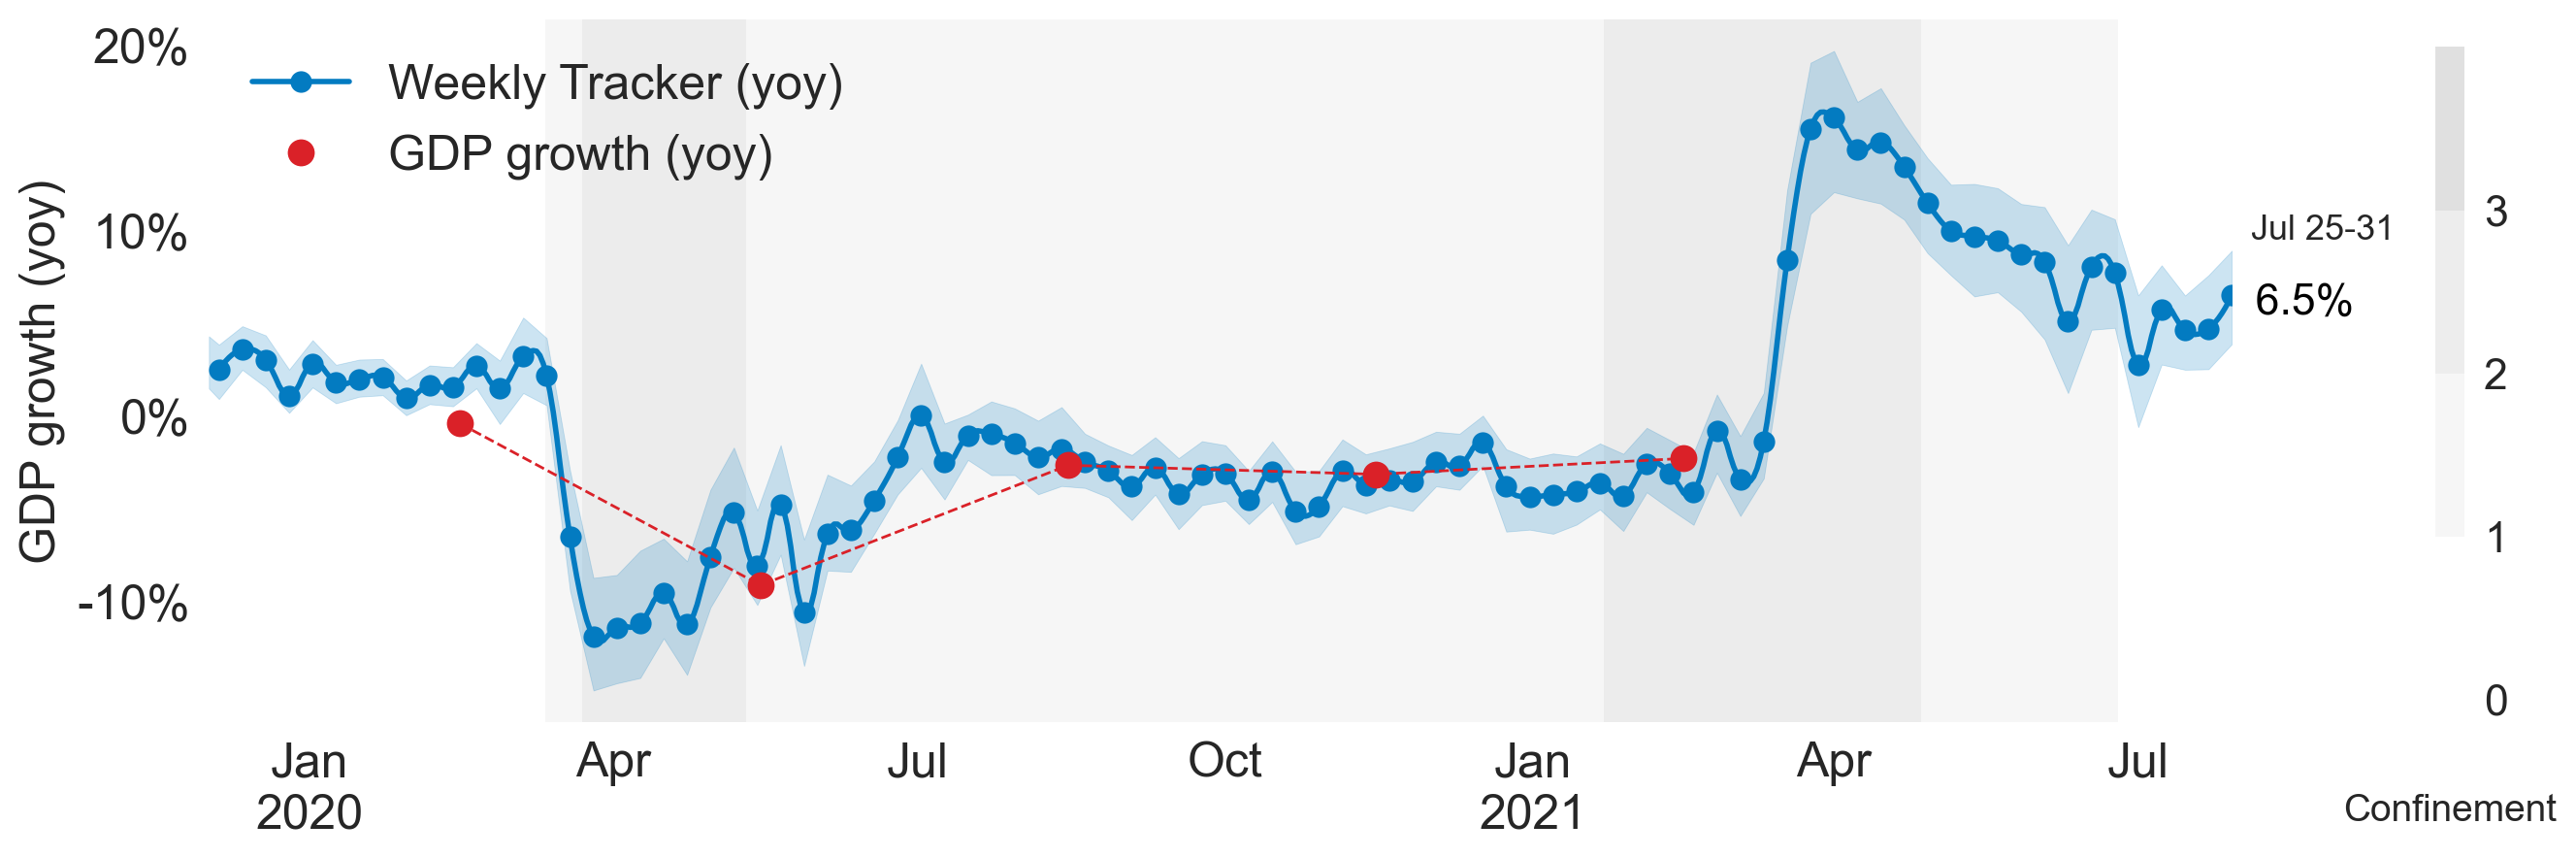 20%
10%
0%
-10%
GDP growth (yoy)
Weekly Tracker (yoy)
GDP growth (yoy)
Jul 25-31
6.5%
3
2
1
0
Jan
2020
Apr
Jul
Oct
Jan
2021
Apr
Jul
Confinement